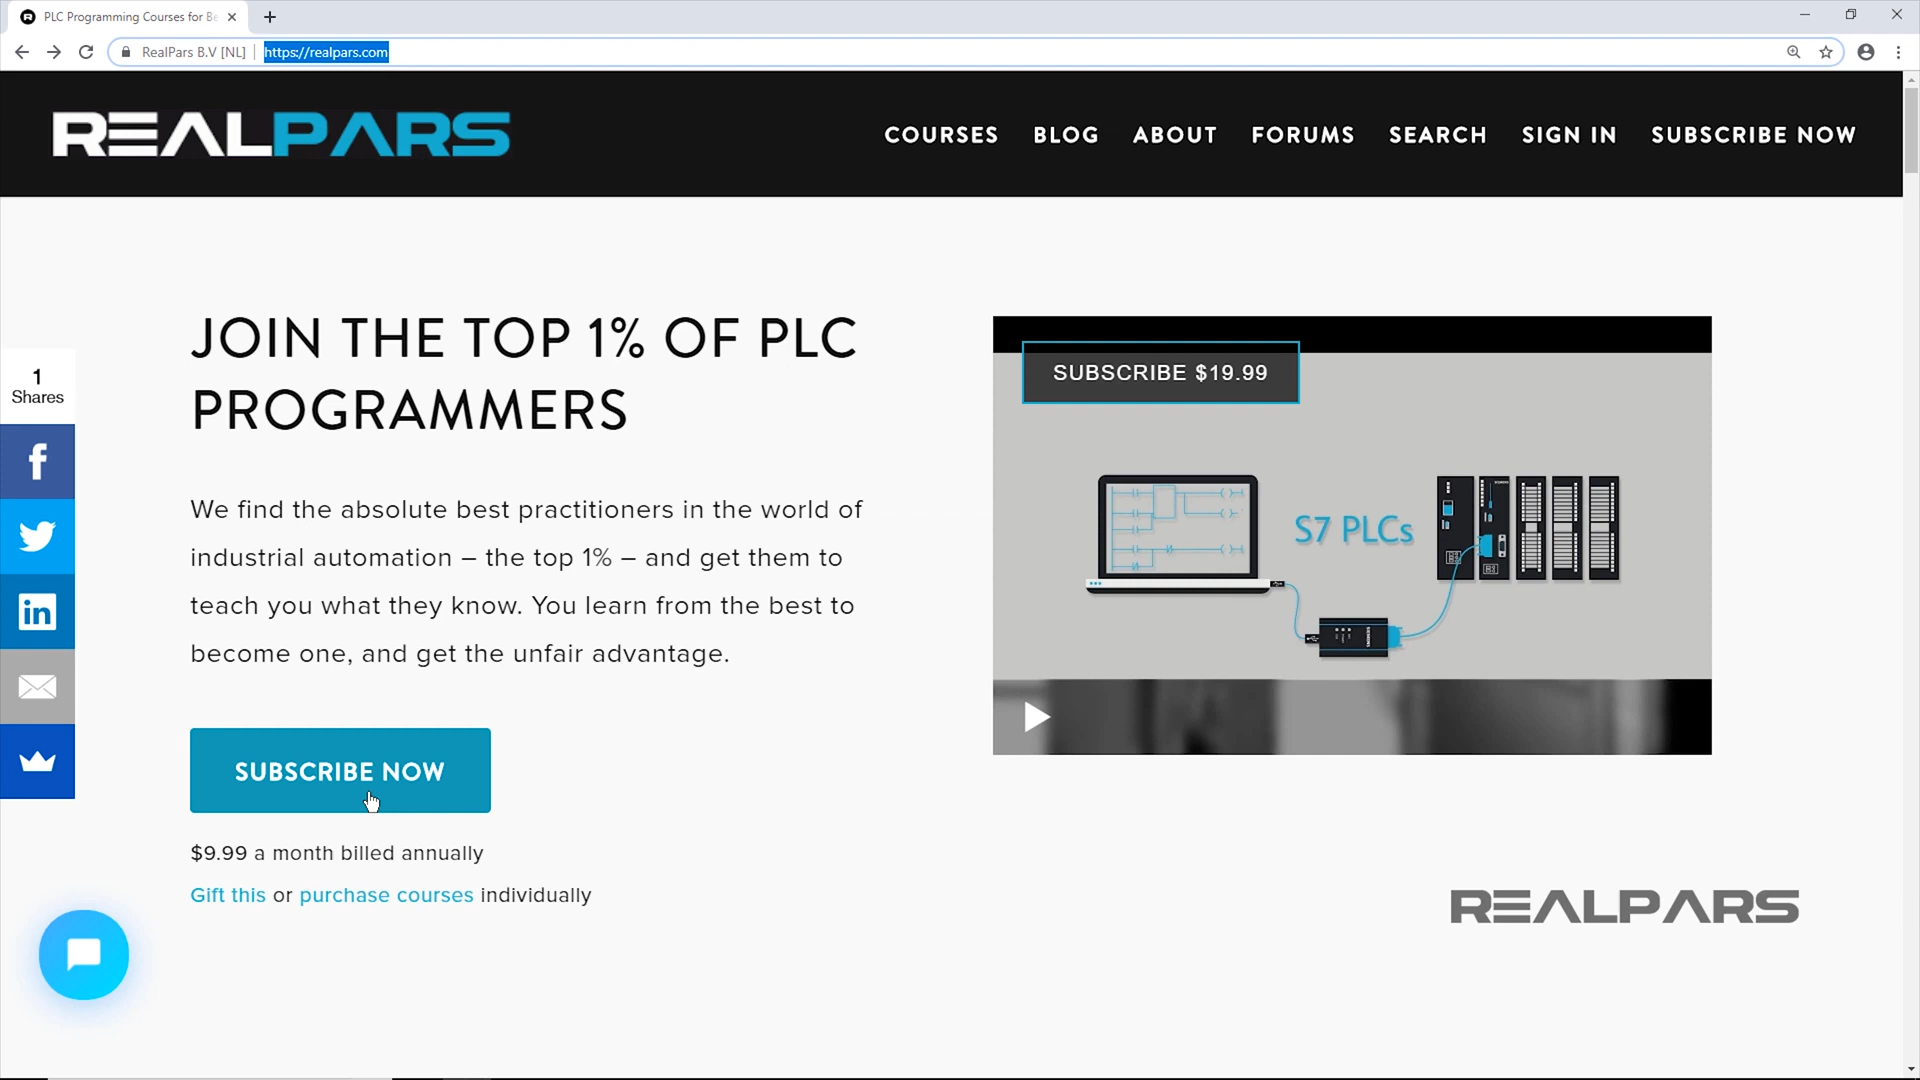 PLC Programming Courses for Be
RealPars B.V [NL]
https://realpars.com
REALPARS
COURSES
BLOG
ABOUT
FORUMS
SEARCH
SIGN IN
SUBSCRIBE NOW
JOIN THE TOP 1% OF PLC
PROGRAMMERS
1
Shares
We find the absolute best practitioners in the world of
industrial automation – the top 1% – and get them to
teach you what they know. You learn from the best to
become one, and get the unfair advantage.
SUBSCRIBE NOW
$9.99 a month billed annually
Gift this or purchase courses individually
SUBSCRIBE $19.99
S7 PLCs
REALPARS